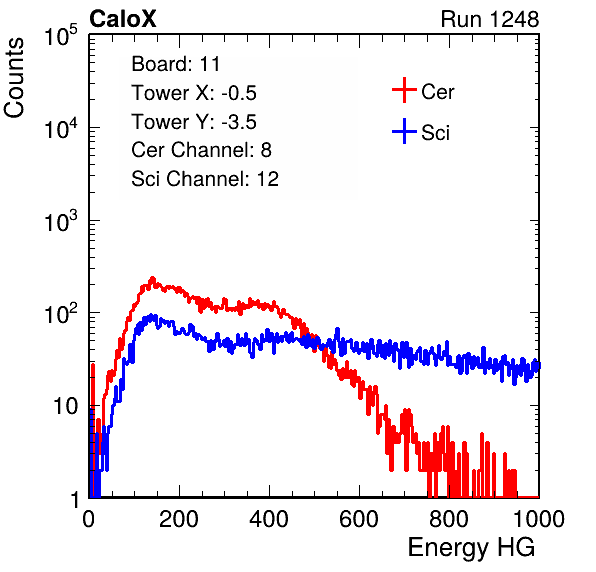 CaloX Run 1248
Counts
10^5
10^4
10^3
10^2
10
1
Board: 11
Tower X: -0.5
Tower Y: -3.5
Cer Channel: 8
Sci Channel: 12
Cer
Sci
0 200 400 600 800 1000
Energy HG